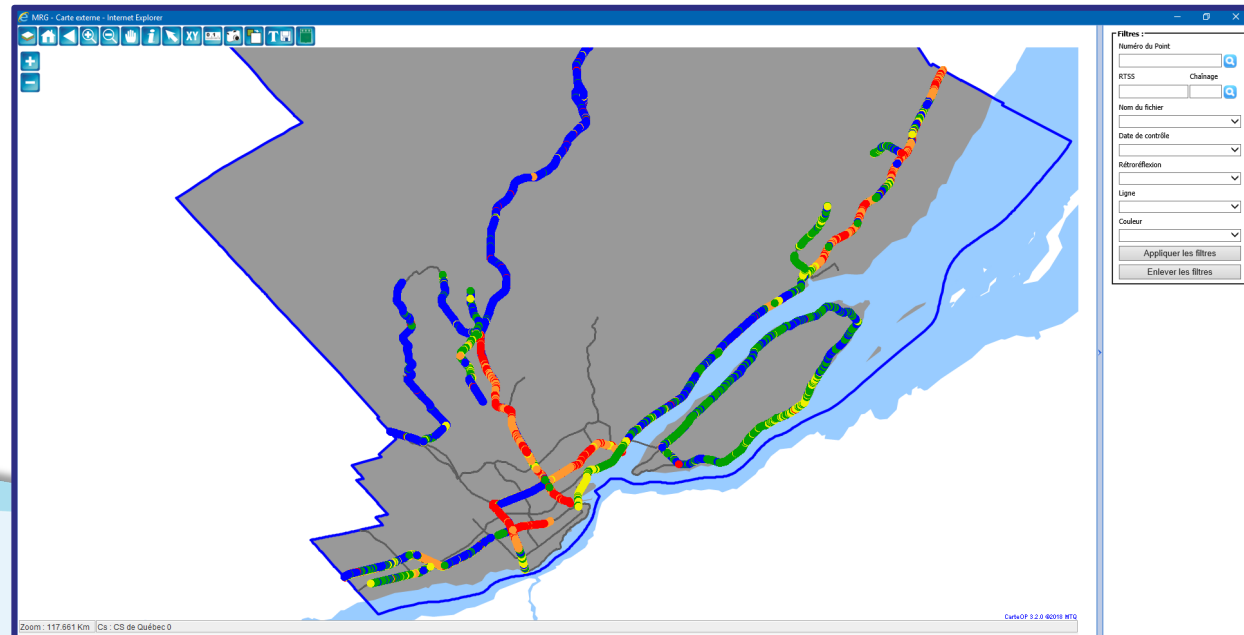 MRG - Carte externe - Internet Explorer
XY
T
Filtres :
Numéro du Point
RTSS Chaînage
Nom du fichier
Date de contrôle
Rétroréflexion
Ligne
Couleur
Appliquer les filtres
Enlever les filtres
CarteOP 3.2.0 @2018 MTQ
Zoom : 117.661 Km Cs : CS de Québec 0